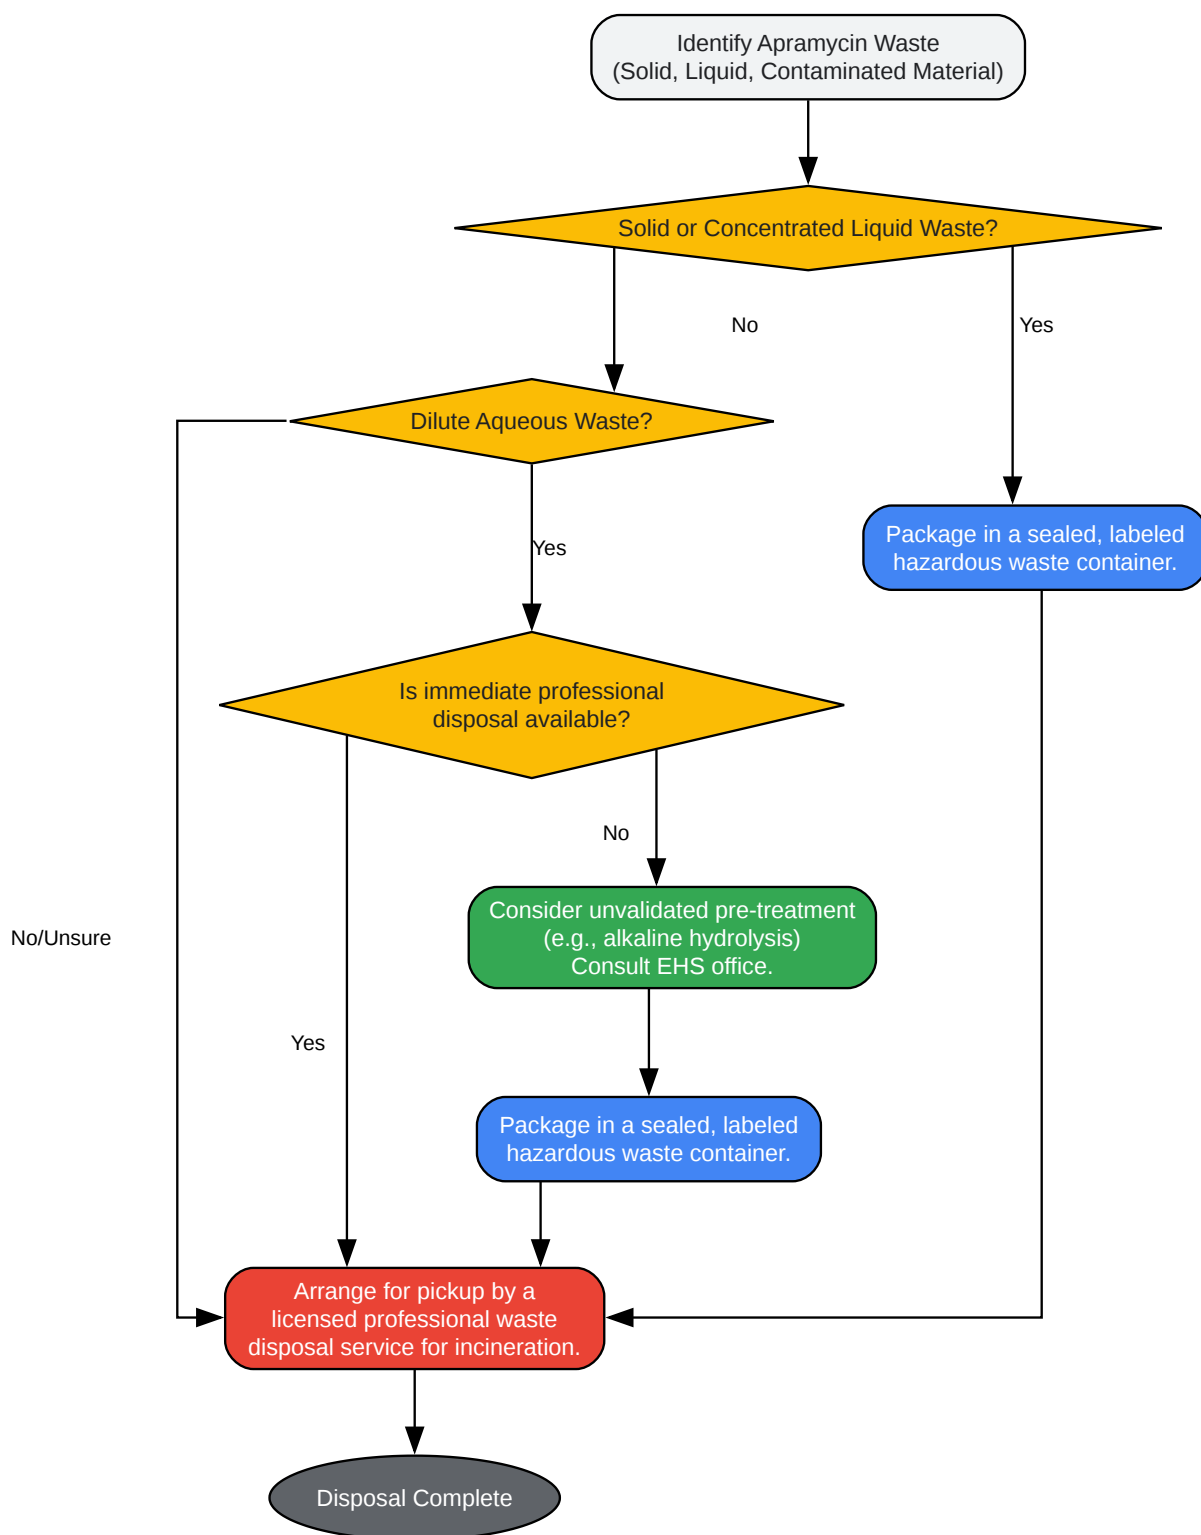 Identify Apramycin Waste
(Solid, Liquid, Contaminated Material)
Solid or Concentrated Liquid Waste?
No
Yes
Dilute Aqueous Waste?
Package in a sealed, labeled
hazardous waste container.
Yes
Is immediate professional
disposal available?
No
Consider unvalidated pre-treatment
(e.g., alkaline hydrolysis)
Consult EHS office.
No/Unsure
Yes
Package in a sealed, labeled
hazardous waste container.
Arrange for pickup by a
licensed professional waste
disposal service for incineration.
Disposal Complete